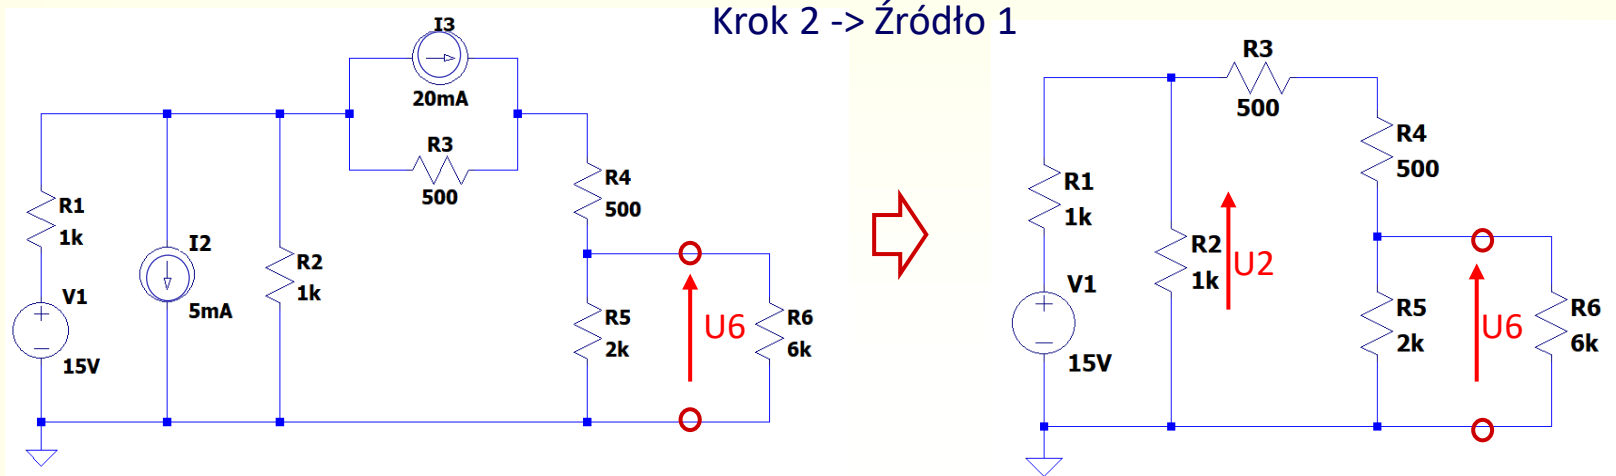 Krok 2 -> Źródło 1
I3
20mA
R3
500
R1
1k
I2
5mA
R2
1k
V1
15V
R4
500
R5
2k
U6
R6
6k
R3
500
R4
500
R1
1k
R2
1k
U2
V1
15V
R5
2k
U6
R6
6k